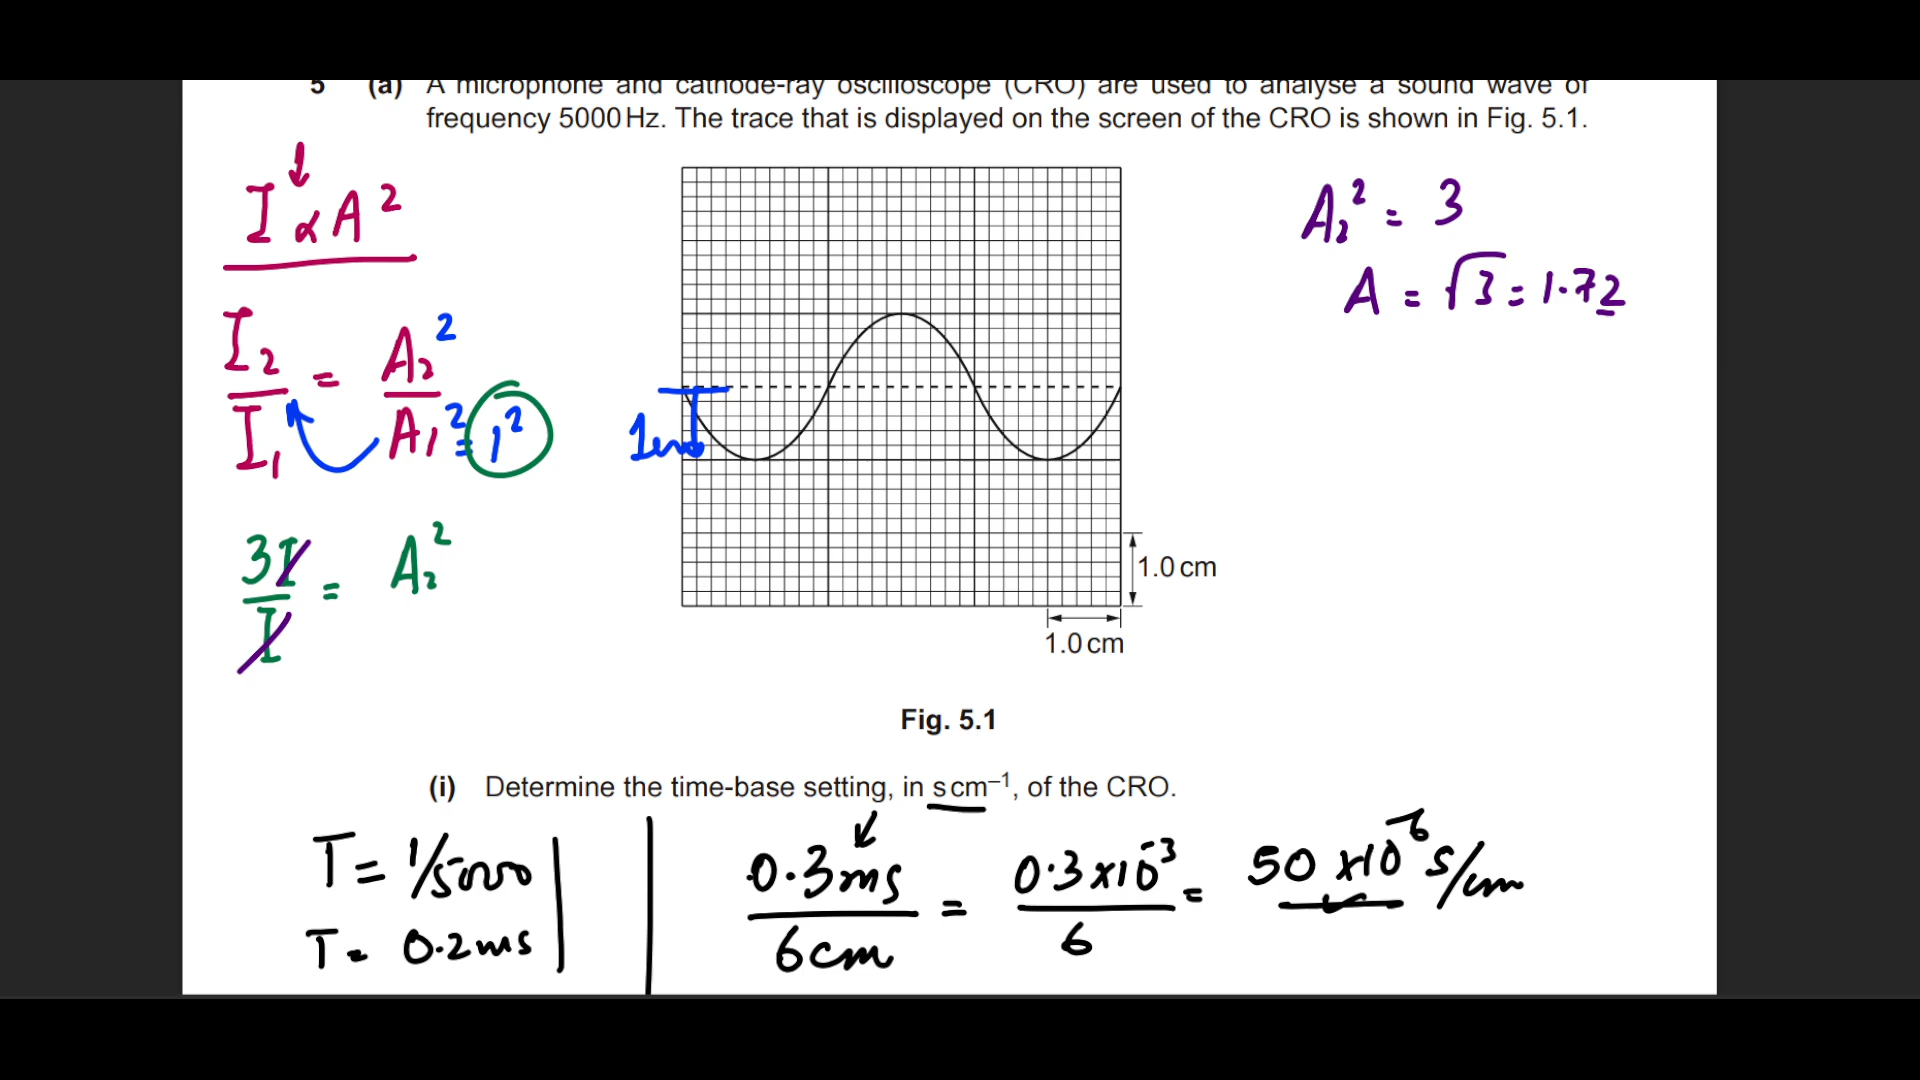 5 (a) A microphone and cathode-ray oscilloscope (CRO) are used to analyse a sound wave of
frequency 5000 Hz. The trace that is displayed on the screen of the CRO is shown in Fig. 5.1.
I ∝ A²
I₂/I₁ = A₂²/A₁² = 1²
3I/I = A₂²
1cm
A₂² = 3
A = √3 = 1.72
1.0 cm
1.0 cm
Fig. 5.1
(i) Determine the time-base setting, in s cm⁻¹, of the CRO.
T = 1/5000
T = 0.2ms
0.3ms/6cm = 0.3×10⁻³/6 = 50 ×10⁻⁶ s/cm